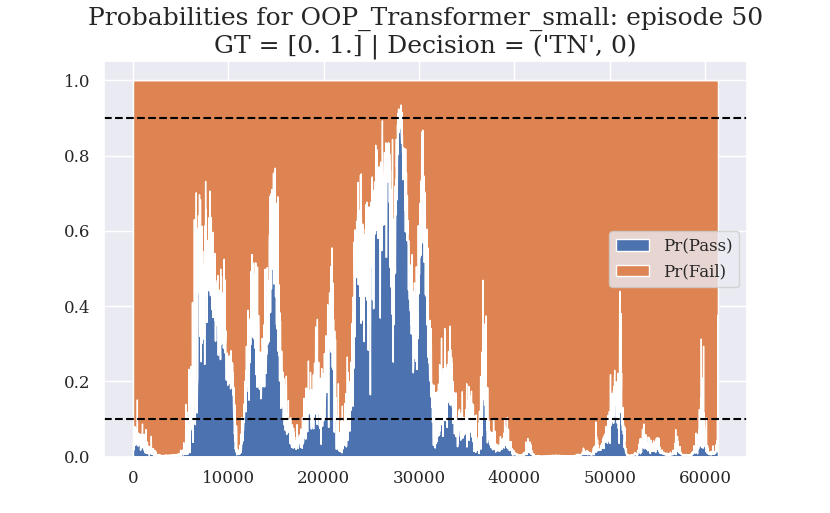 Probabilities for OOP_Transformer_small: episode 50
GT = [0. 1.] | Decision = ('TN', 0)
1.0
0.8
0.6
0.4
0.2
0.0
Pr(Pass)
Pr(Fail)
0 10000 20000 30000 40000 50000 60000